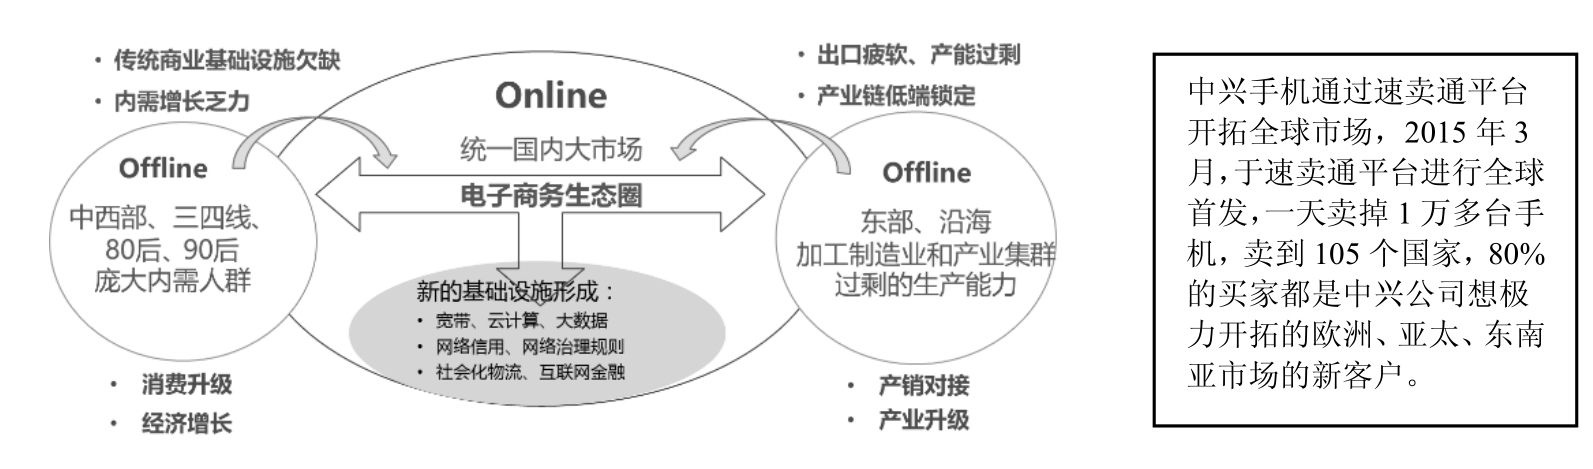 • 传统商业基础设施欠缺
• 内需增长乏力
Offline
中西部、三四线、
80后、90后
庞大内需人群
• 消费升级
• 经济增长
Online
统一国内大市场
电子商务生态圈
新的基础设施形成：
• 宽带、云计算、大数据
• 网络信用、网络治理规则
• 社会化物流、互联网金融
• 出口疲软、产能过剩
• 产业链低端锁定
Offline
东部、沿海
加工制造业和产业集群
过剩的生产能力
• 产销对接
• 产业升级
中兴手机通过速卖通平台
开拓全球市场，2015 年 3
月，于速卖通平台进行全球
首发，一天卖掉 1 万多台手
机，卖到 105 个国家，80%
的买家都是中兴公司想极
力开拓的欧洲、亚太、东南
亚市场的新客户。